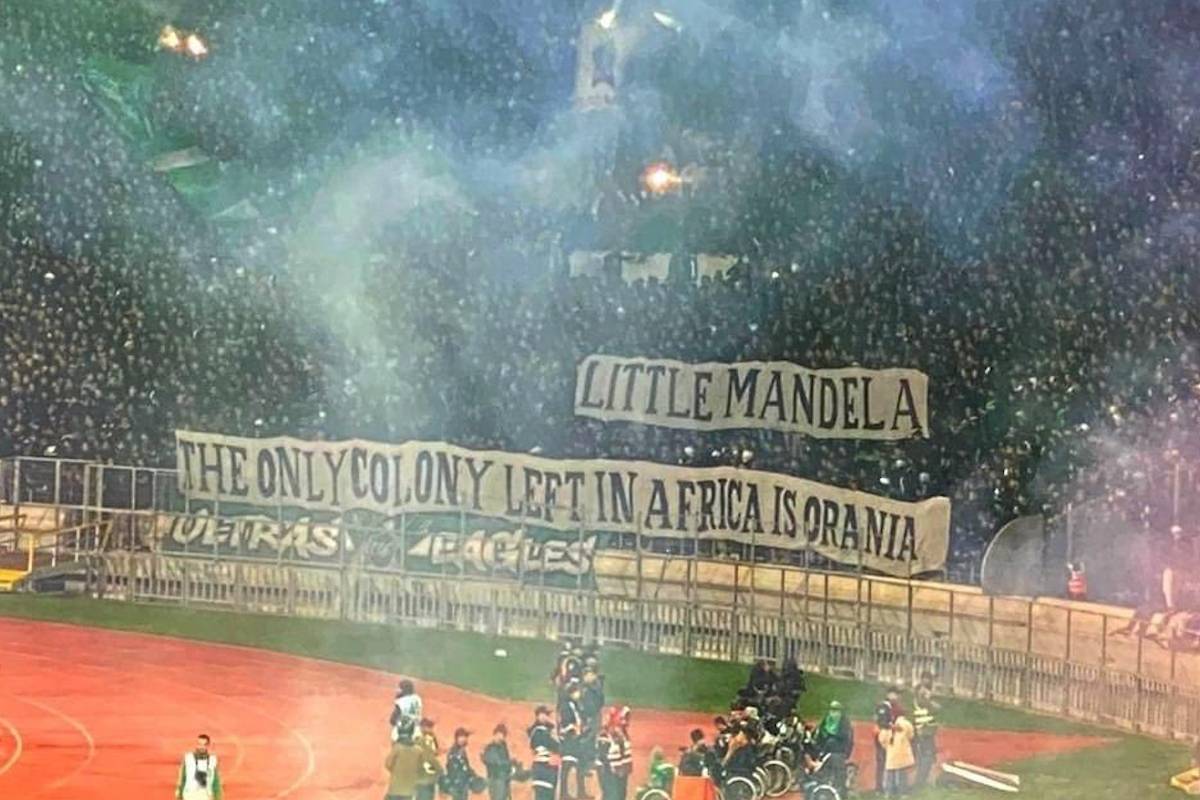 LITTLE MANDELA
THE ONLY COLONY LEFT IN AFRICA IS ORANIA
ULTRAS EAGLES